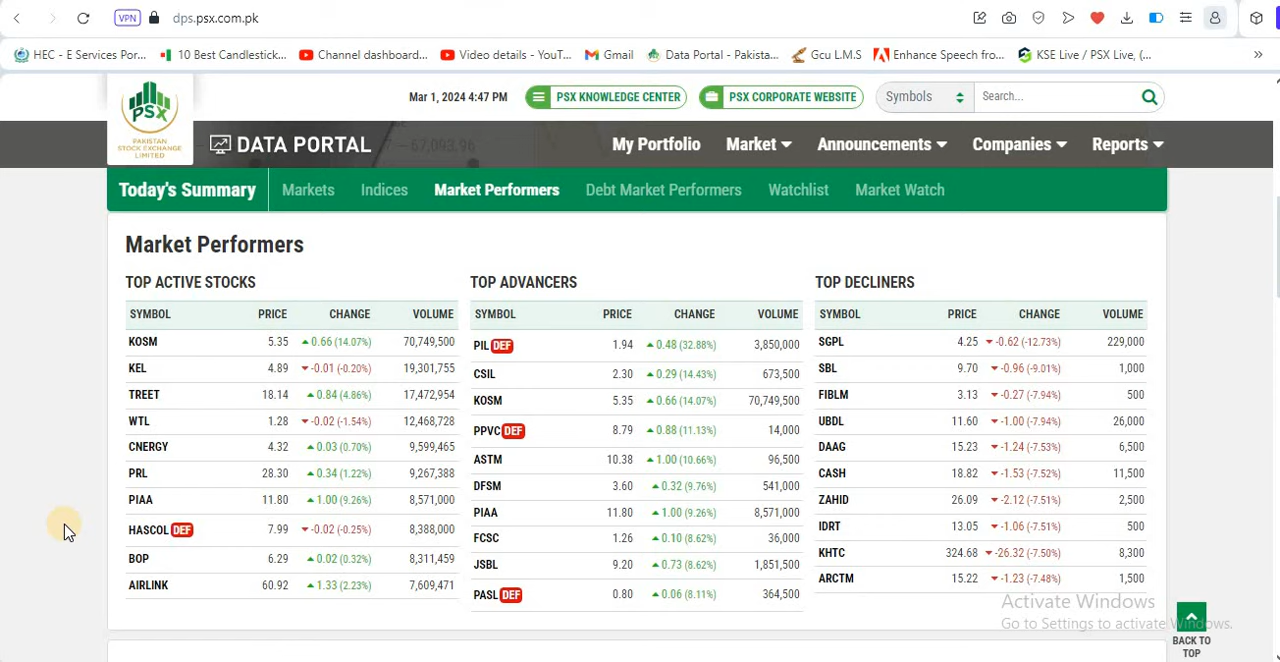 VPN dps.psx.com.pk
HEC - E Services Por... 10 Best Candlestick... Channel dashboard... Video details - YouT... Gmail Data Portal - Pakista... Gcu L.M.S Enhance Speech fro... KSE Live / PSX Live, (... »
Mar 1, 2024 4:47 PM PSX KNOWLEDGE CENTER PSX CORPORATE WEBSITE Symbols Search...
PSX
PAKISTAN
STOCK EXCHANGE
LIMITED
DATA PORTAL 67,093.96 My Portfolio Market Announcements Companies Reports
Today's Summary Markets Indices Market Performers Debt Market Performers Watchlist Market Watch
Market Performers
TOP ACTIVE STOCKS
SYMBOL PRICE CHANGE VOLUME
KOSM 5.35 0.66 (14.07%) 70,749,500
KEL 4.89 -0.01 (-0.20%) 19,301,755
TREET 18.14 0.84 (4.86%) 17,472,954
WTL 1.28 -0.02 (-1.54%) 12,468,728
CNERGY 4.32 0.03 (0.70%) 9,599,465
PRL 28.30 0.34 (1.22%) 9,267,388
PIAA 11.80 1.00 (9.26%) 8,571,000
HASCOL DEF 7.99 -0.02 (-0.25%) 8,388,000
BOP 6.29 0.02 (0.32%) 8,311,459
AIRLINK 60.92 1.33 (2.23%) 7,609,471
TOP ADVANCERS
SYMBOL PRICE CHANGE VOLUME
PIL DEF 1.94 0.48 (32.88%) 3,850,000
CSIL 2.30 0.29 (14.43%) 673,500
KOSM 5.35 0.66 (14.07%) 70,749,500
PPVC DEF 8.79 0.88 (11.13%) 14,000
ASTM 10.38 1.00 (10.66%) 96,500
DFSM 3.60 0.32 (9.76%) 541,000
PIAA 11.80 1.00 (9.26%) 8,571,000
FCSC 1.26 0.10 (8.62%) 36,000
JSBL 9.20 0.73 (8.62%) 1,851,500
PASL DEF 0.80 0.06 (8.11%) 364,500
TOP DECLINERS
SYMBOL PRICE CHANGE VOLUME
SGPL 4.25 -0.62 (-12.73%) 229,000
SBL 9.70 -0.96 (-9.01%) 1,000
FIBLM 3.13 -0.27 (-7.94%) 500
UBDL 11.60 -1.00 (-7.94%) 26,000
DAAG 15.23 -1.24 (-7.53%) 6,500
CASH 18.82 -1.53 (-7.52%) 11,500
ZAHID 26.09 -2.12 (-7.51%) 2,500
IDRT 13.05 -1.06 (-7.51%) 500
KHTC 324.68 -26.32 (-7.50%) 8,300
ARCTM 15.22 -1.23 (-7.48%) 1,500
Activate Windows
Go to Settings to activate Windows.
BACK TO
TOP